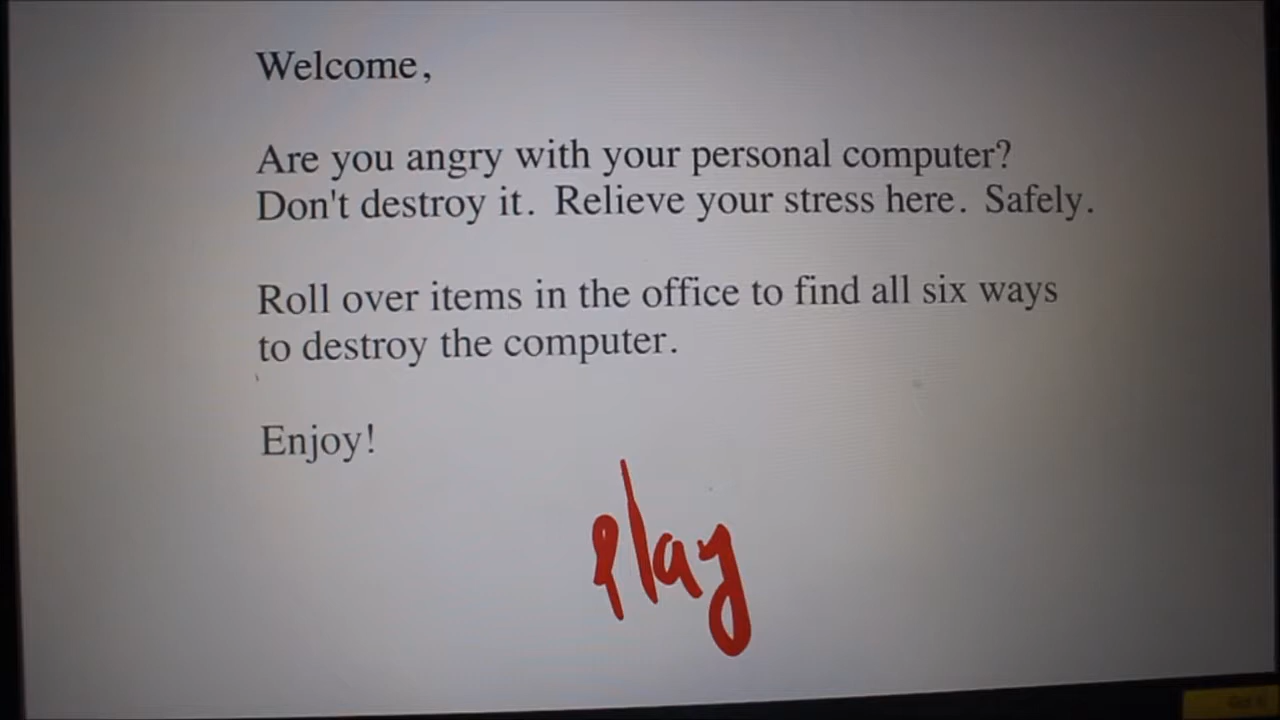 Welcome,
Are you angry with your personal computer?
Don't destroy it. Relieve your stress here. Safely.
Roll over items in the office to find all six ways
to destroy the computer.
Enjoy!
play